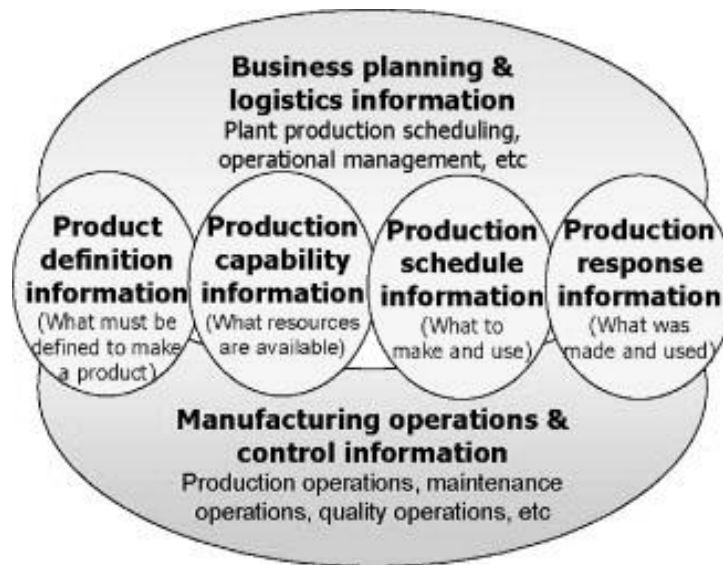 Business planning &
logistics information
Plant production scheduling,
operational management, etc
Product
definition
information
(What must be
defined to make
a product)
Production
capability
information
(What resources
are available)
Production
schedule
information
(What to
make and use)
Production
response
information
(What was
made and used)
Manufacturing operations &
control information
Production operations, maintenance
operations, quality operations, etc